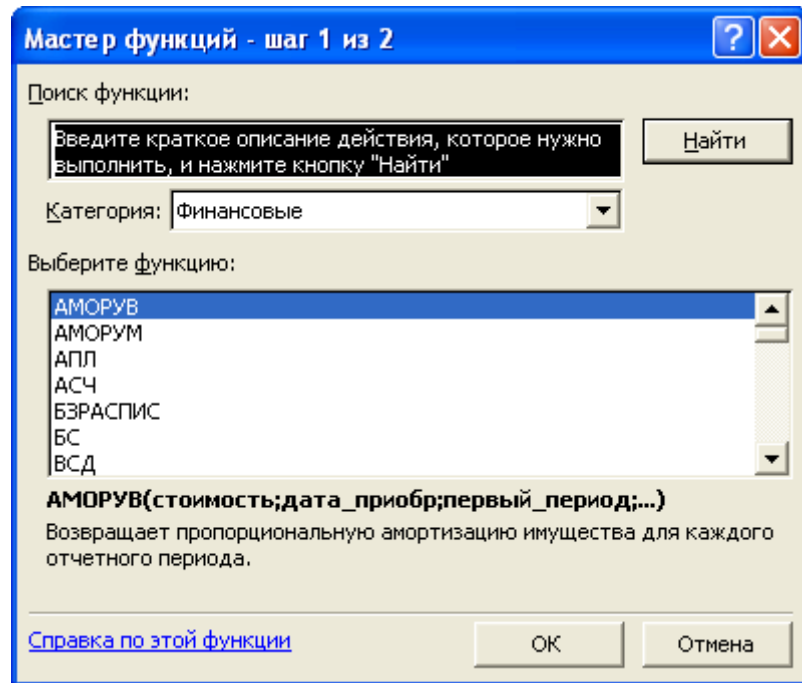 Мастер функций - шаг 1 из 2
Поиск функции:
Введите краткое описание действия, которое нужно
выполнить, и нажмите кнопку "Найти"
Найти
Категория: Финансовые
Выберите функцию:
АМОРУВ
АМОРУМ
АПЛ
АСЧ
БЗРАСПИС
БС
ВСД
АМОРУВ(стоимость;дата_приобр;первый_период;...)
Возвращает пропорциональную амортизацию имущества для каждого
отчетного периода.
Справка по этой функции
ОК
Отмена